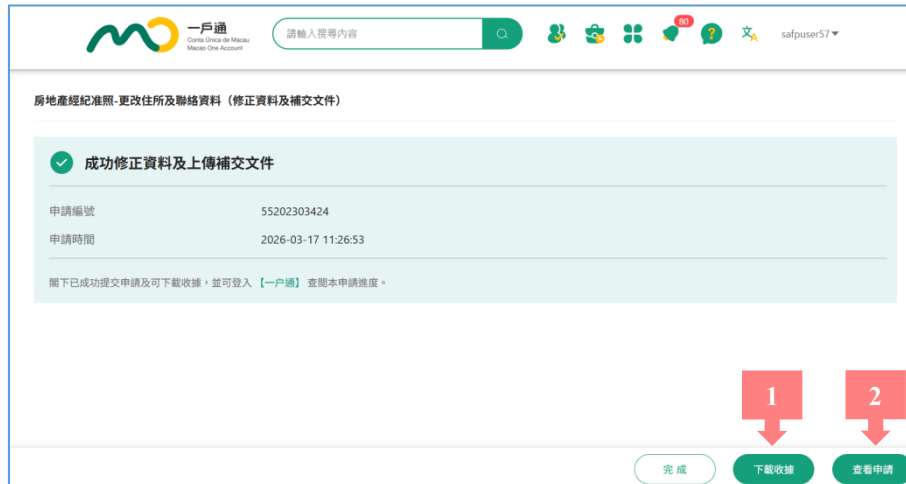 一戶通
Conta Única de Macau
Macao One Account
請輸入搜尋內容
80
?
文A
safpuser57
房地產經紀准照-更改住所及聯絡資料（修正資料及補交文件）
成功修正資料及上傳補交文件
申請編號 55202303424
申請時間 2026-03-17 11:26:53
閣下已成功提交申請及可下載收據，並可登入【一户通】查閱本申請進度。
1
2
完成
下載收據
查看申請